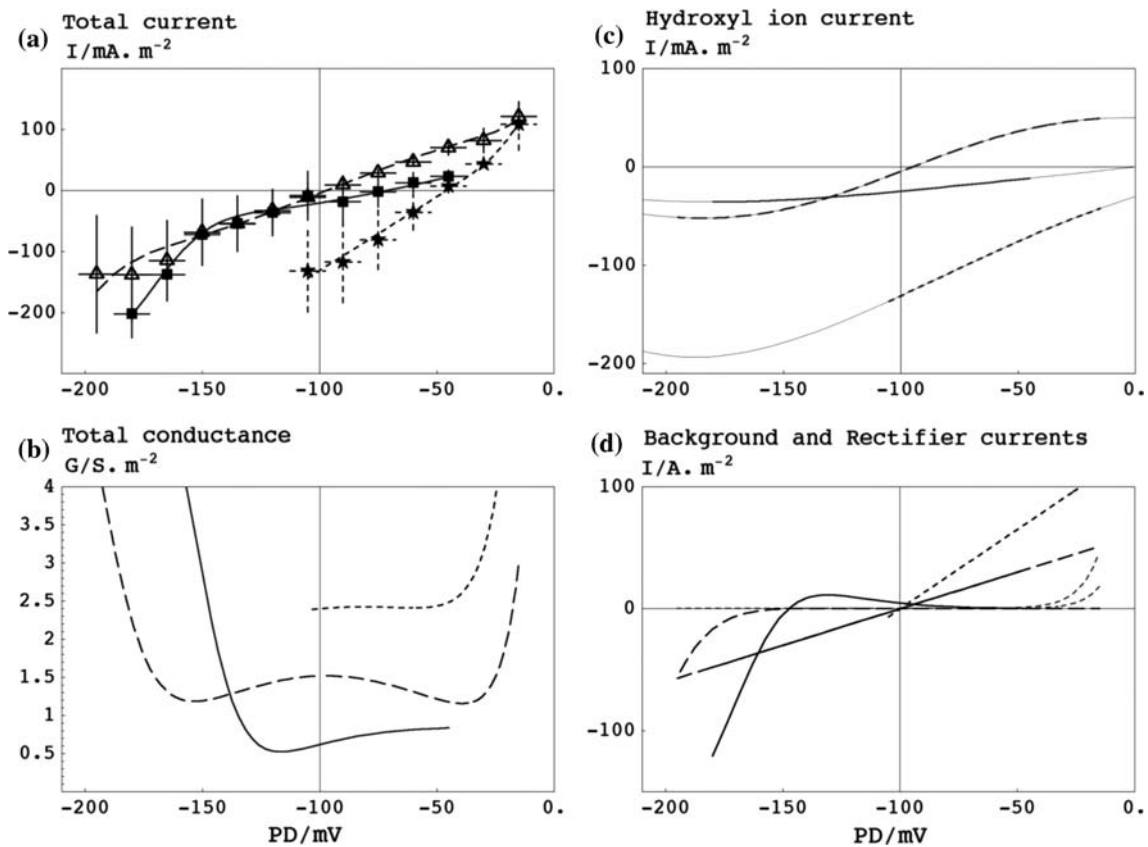 (a)
Total current
I/mA. m⁻²
100
0
-100
-200
-200
-150
-100
-50
0.
(c)
Hydroxyl ion current
I/mA. m⁻²
100
50
0
-100
-200
-200
-150
-100
-50
0.
(b)
Total conductance
G/S. m⁻²
4
3.5
3
2.5
2
1.5
1
0.5
-200
-150
-100
-50
0.
PD/mV
(d)
Background and Rectifier currents
I/A. m⁻²
100
0
-100
-200
-150
-100
-50
0.
PD/mV